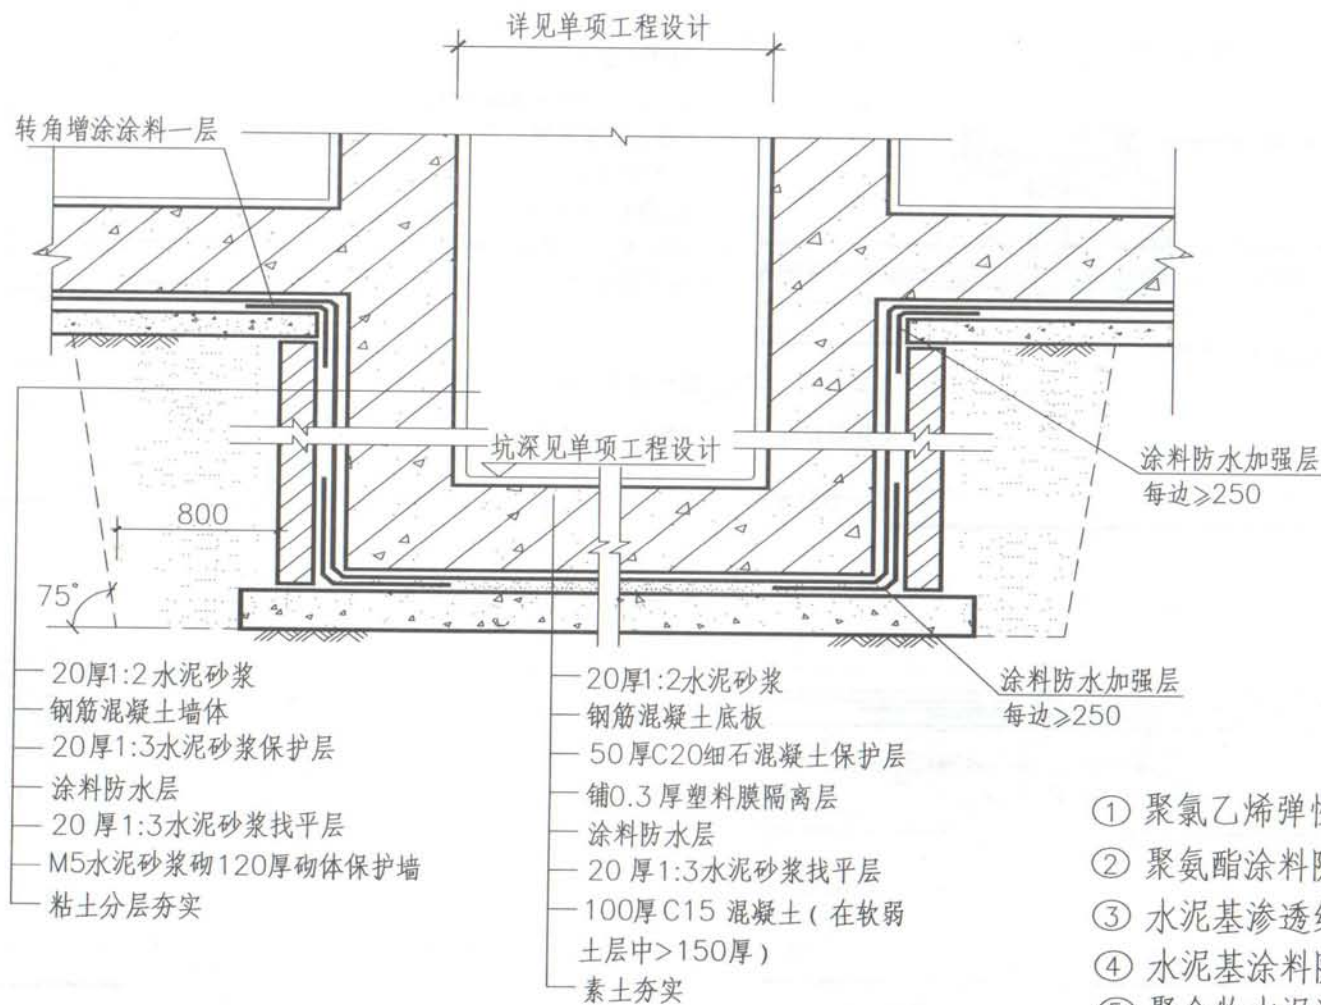 详见单项工程设计
转角增涂涂料一层
坑深见单项工程设计
涂料防水加强层
每边≥250
800
75°
涂料防水加强层
每边≥250
20厚1:2水泥砂浆
钢筋混凝土墙体
20厚1:3水泥砂浆保护层
涂料防水层
20厚1:3水泥砂浆找平层
M5水泥砂浆砌120厚砌体保护墙
粘土分层夯实
20厚1:2水泥砂浆
钢筋混凝土底板
50厚C20细石混凝土保护层
铺0.3厚塑料膜隔离层
涂料防水层
20厚1:3水泥砂浆找平层
100厚C15 混凝土(在软弱
土层中>150厚)
素土夯实
① 聚氯乙烯弹
② 聚氨酯涂料
③ 水泥基渗透
④ 水泥基涂料